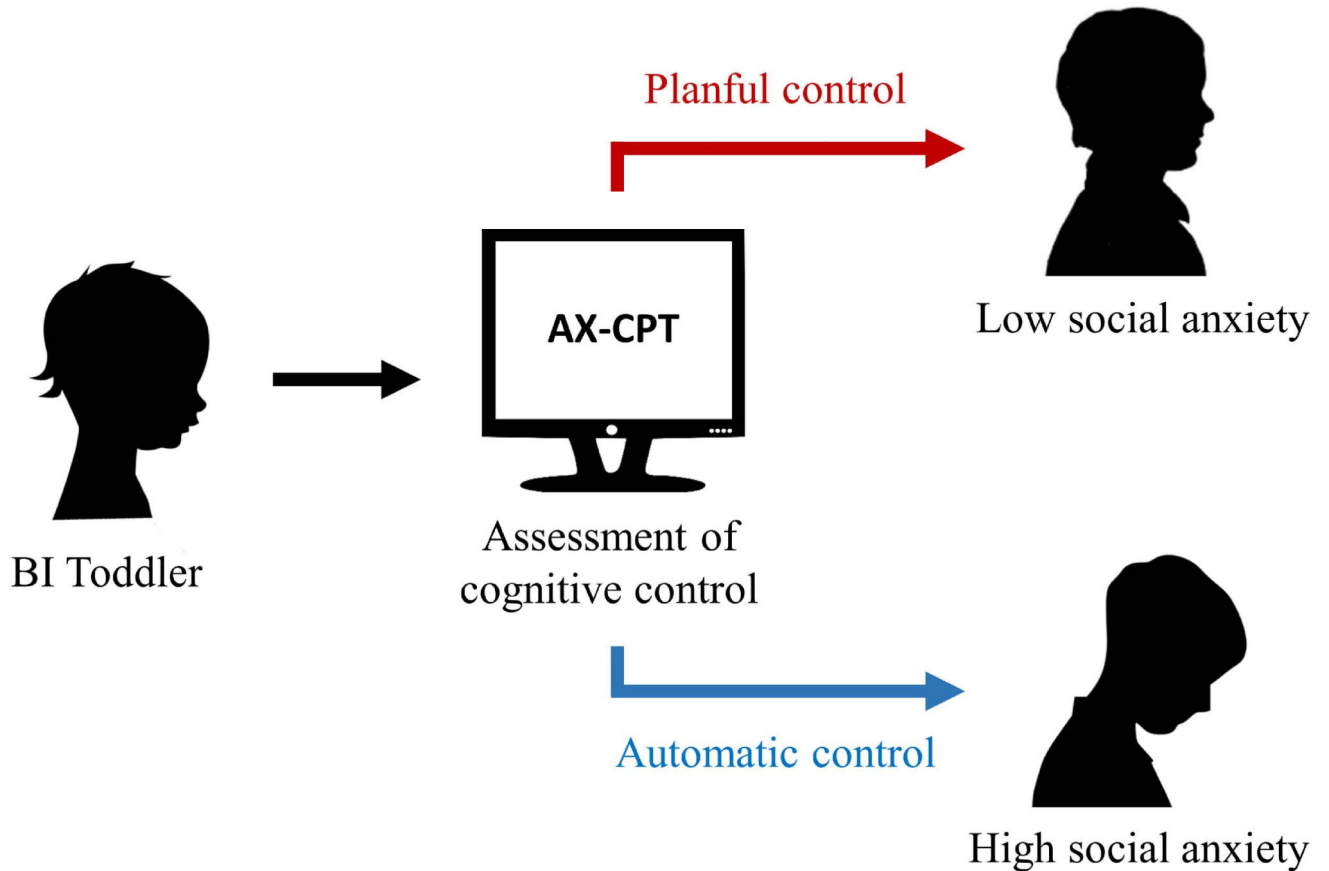 Planful control
Low social anxiety
AX-CPT
BI Toddler
Assessment of
cognitive control
Automatic control
High social anxiety